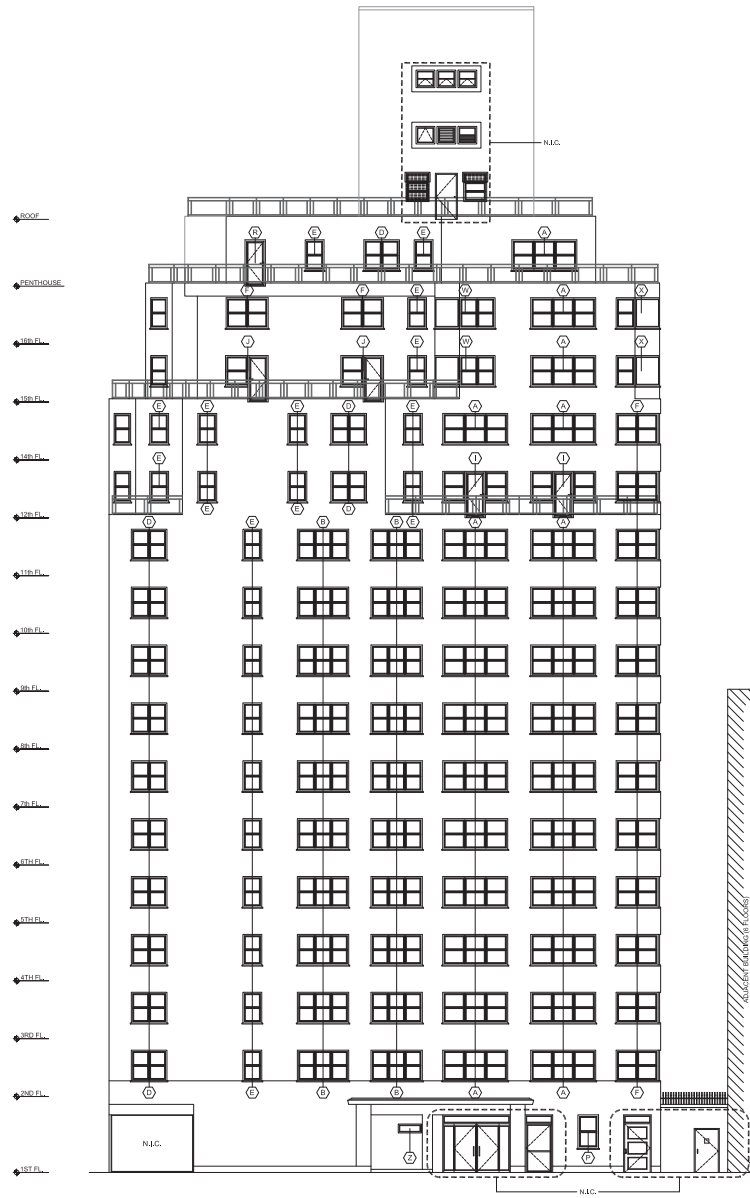 N.I.C.
ROOF
R E D E A
PENTHOUSE
F F E W A X
16th FL.
J J E W A X
15th FL.
E E E D E A A F
14th FL.
E I I
E E D
12th FL.
D E B B E A A
11th FL.
10th FL.
9th FL.
8th FL.
7th FL.
6TH FL.
5TH FL.
ADJACENT BUILDING (6 FLOORS)
4TH FL.
3RD FL.
2ND FL.
D E B B A A F
N.I.C.
Z P
1ST FL.
N.I.C.